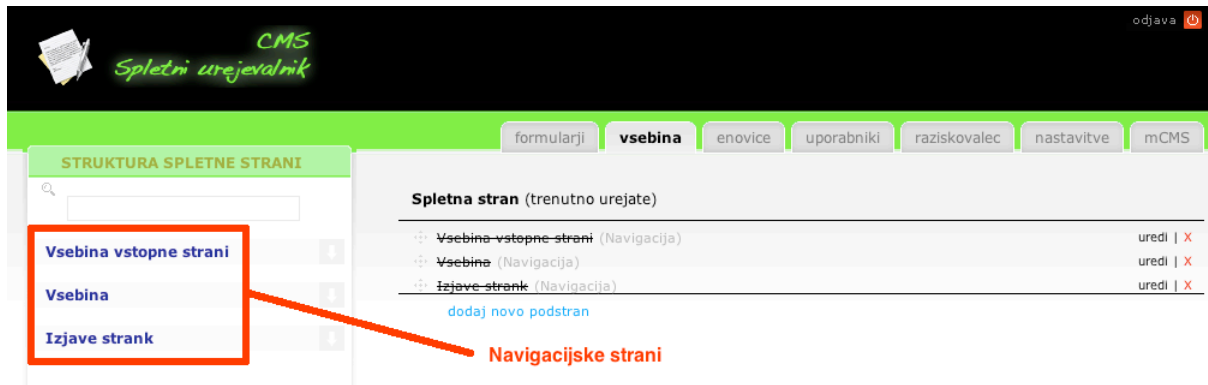 odjava
CMS
Spletni urejevalnik
formularji vsebina enovice uporabniki raziskovalec nastavitve mCMS
STRUKTURA SPLETNE STRANI
Spletna stran (trenutno urejate)
Vsebina vstopne strani (Navigacija) uredi | X
Vsebina vstopne strani
Vsebina (Navigacija) uredi | X
Izjave strank (Navigacija) uredi | X
Vsebina
dodaj novo podstran
Izjave strank
Navigacijske strani